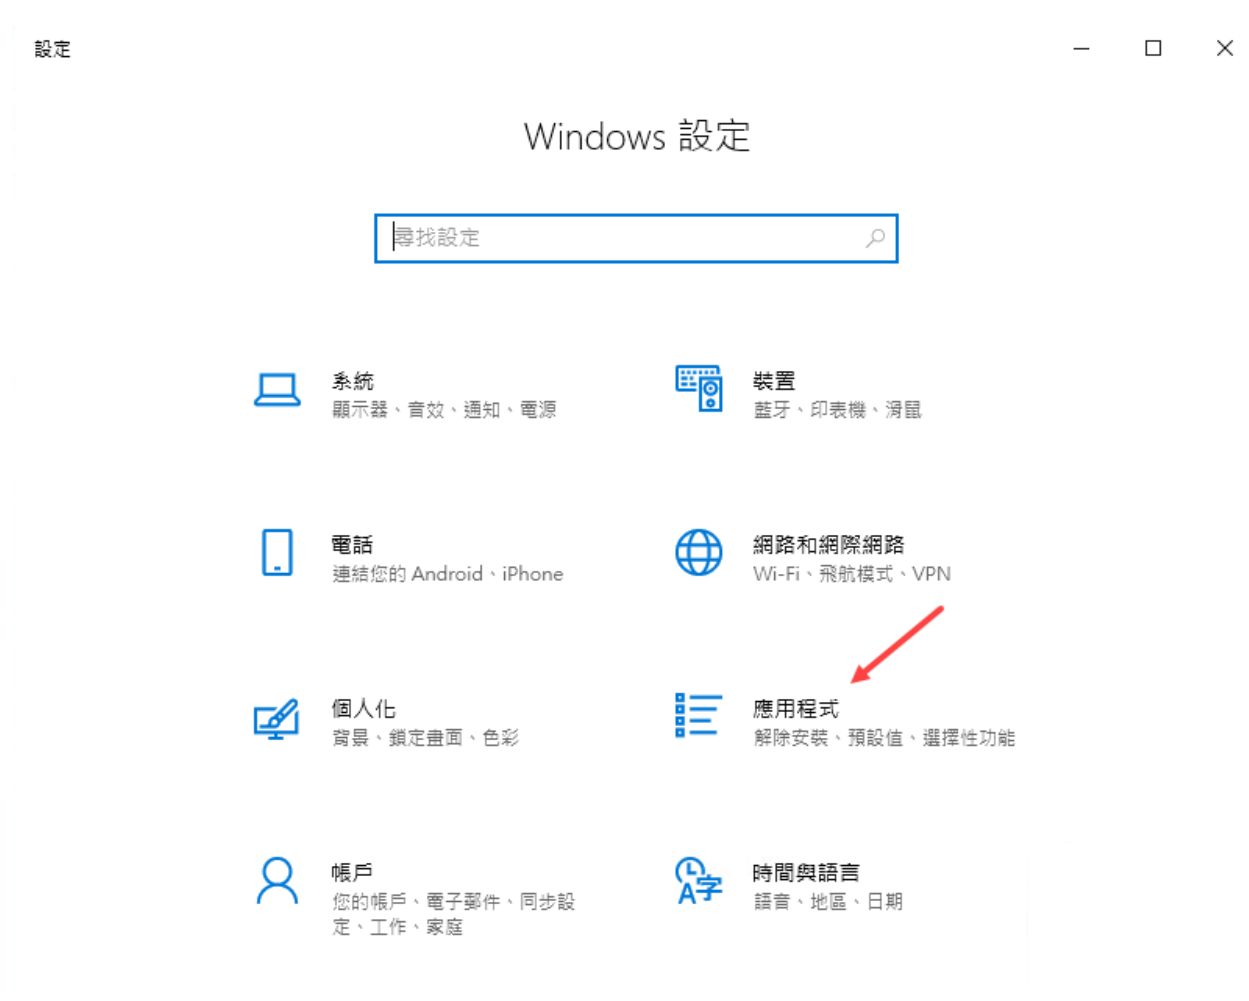 設定
Windows 設定
尋找設定
系統
顯示器、音效、通知、電源
裝置
藍牙、印表機、滑鼠
電話
連結您的 Android、iPhone
網路和網際網路
Wi-Fi、飛航模式、VPN
個人化
背景、鎖定畫面、色彩
應用程式
解除安裝、預設值、選擇性功能
帳戶
您的帳戶、電子郵件、同步設
定、工作、家庭
時間與語言
語音、地區、日期